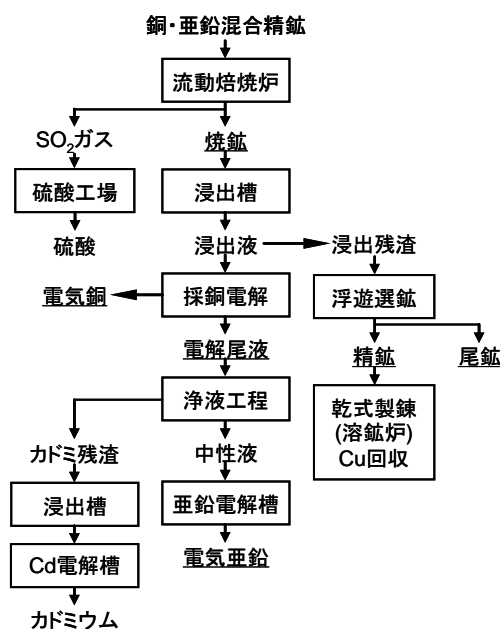 銅・亜鉛混合精鉱
流動焙焼炉
SO2ガス
焼鉱
硫酸工場
浸出槽
硫酸
浸出液
浸出残渣
電気銅
採銅電解
浮遊選鉱
電解尾液
精鉱
尾鉱
浄液工程
乾式製錬
(溶鉱炉)
Cu回収
カドミ残渣
中性液
浸出槽
亜鉛電解槽
Cd電解槽
電気亜鉛
カドミウム